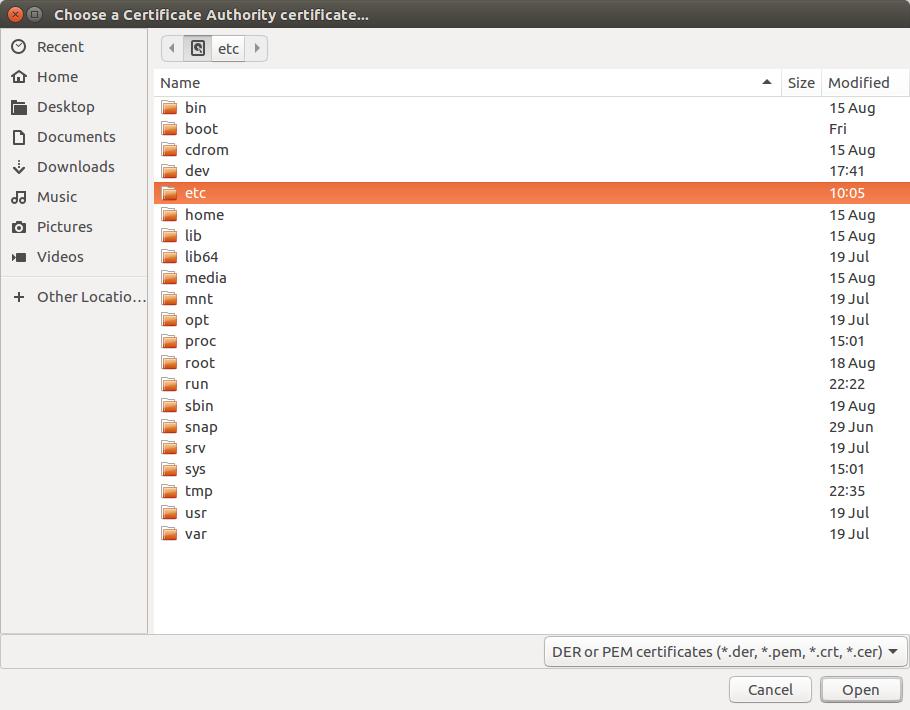 Choose a Certificate Authority certificate...
Recent
Home
Desktop
Documents
Downloads
Music
Pictures
Videos
Other Locatio...
etc
Name Size Modified
bin 15 Aug
boot Fri
cdrom 15 Aug
dev 17:41
etc 10:05
home 15 Aug
lib 15 Aug
lib64 19 Jul
media 15 Aug
mnt 19 Jul
opt 19 Jul
proc 15:01
root 18 Aug
run 22:22
sbin 19 Aug
snap 29 Jun
srv 19 Jul
sys 15:01
tmp 22:35
usr 19 Jul
var 19 Jul
DER or PEM certificates (*.der, *.pem, *.crt, *.cer)
Cancel Open